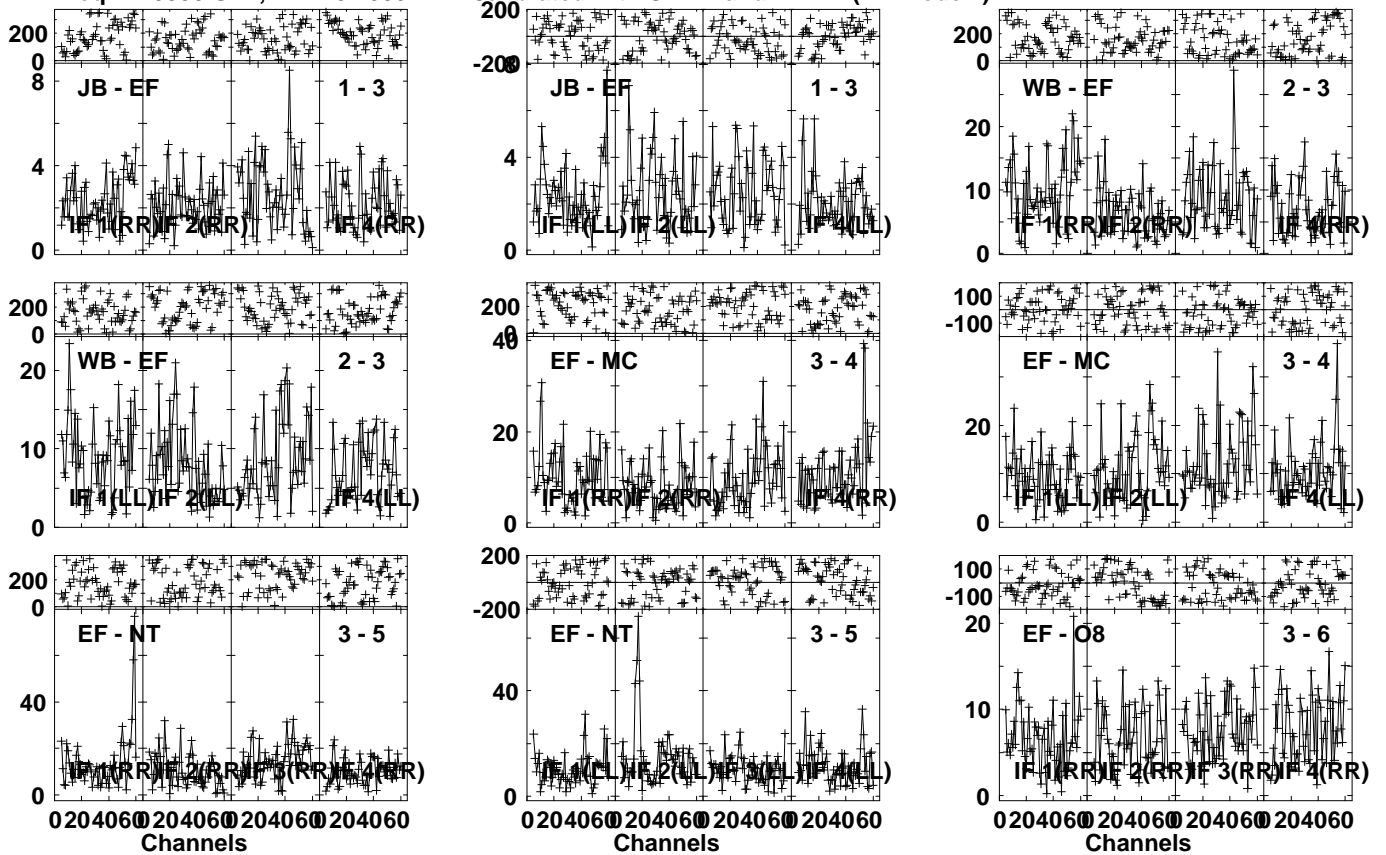 200
0
8
4
0
JB - EF
1 - 3
IF 1(RR)
IF 2(RR)
IF 4(RR)
200
-200
8
4
0
JB - EF
1 - 3
IF 1(LL)
IF 2(LL)
IF 4(LL)
200
0
20
10
0
WB - EF
2 - 3
IF 1(RR)
IF 2(RR)
IF 4(RR)
200
0
20
10
0
WB - EF
2 - 3
IF 1(LL)
IF 2(LL)
IF 4(LL)
200
0
40
20
0
EF - MC
3 - 4
IF 1(RR)
IF 2(RR)
IF 4(RR)
100
-100
20
0
EF - MC
3 - 4
IF 1(LL)
IF 2(LL)
IF 4(LL)
200
0
40
0
EF - NT
3 - 5
IF 1(RR)
IF 2(RR)
IF 3(RR)
IF 4(RR)
0 20 40 60 0 20 40 60 0 20 40 60 0 20 40 60
Channels
200
-200
40
0
EF - NT
3 - 5
IF 1(LL)
IF 2(LL)
IF 3(LL)
IF 4(LL)
0 20 40 60 0 20 40 60 0 20 40 60 0 20 40 60
Channels
100
-100
20
10
0
EF - O8
3 - 6
IF 1(RR)
IF 2(RR)
IF 3(RR)
IF 4(RR)
0 20 40 60 0 20 40 60 0 20 40 60 0 20 40 60
Channels